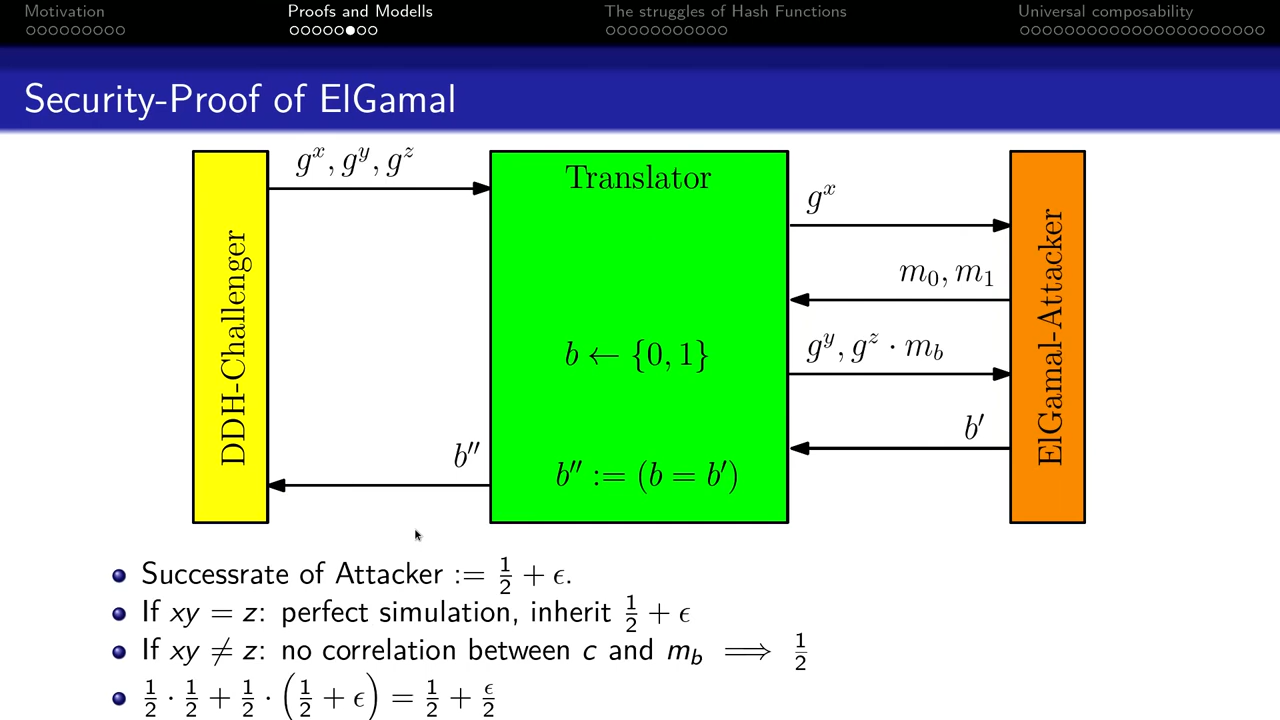 Motivation
Proofs and Modells
The struggles of Hash Functions
Universal composability
Security-Proof of ElGamal
DDH-Challenger
g^x, g^y, g^z
Translator
g^x
m_0, m_1
b ← {0, 1}
g^y, g^z · m_b
b′
b″
b″ := (b = b′)
ElGamal-Attacker
Successrate of Attacker := 1/2 + ϵ.
If xy = z: perfect simulation, inherit 1/2 + ϵ
If xy ≠ z: no correlation between c and m_b ⟹ 1/2
1/2 · 1/2 + 1/2 · (1/2 + ϵ) = 1/2 + ϵ/2